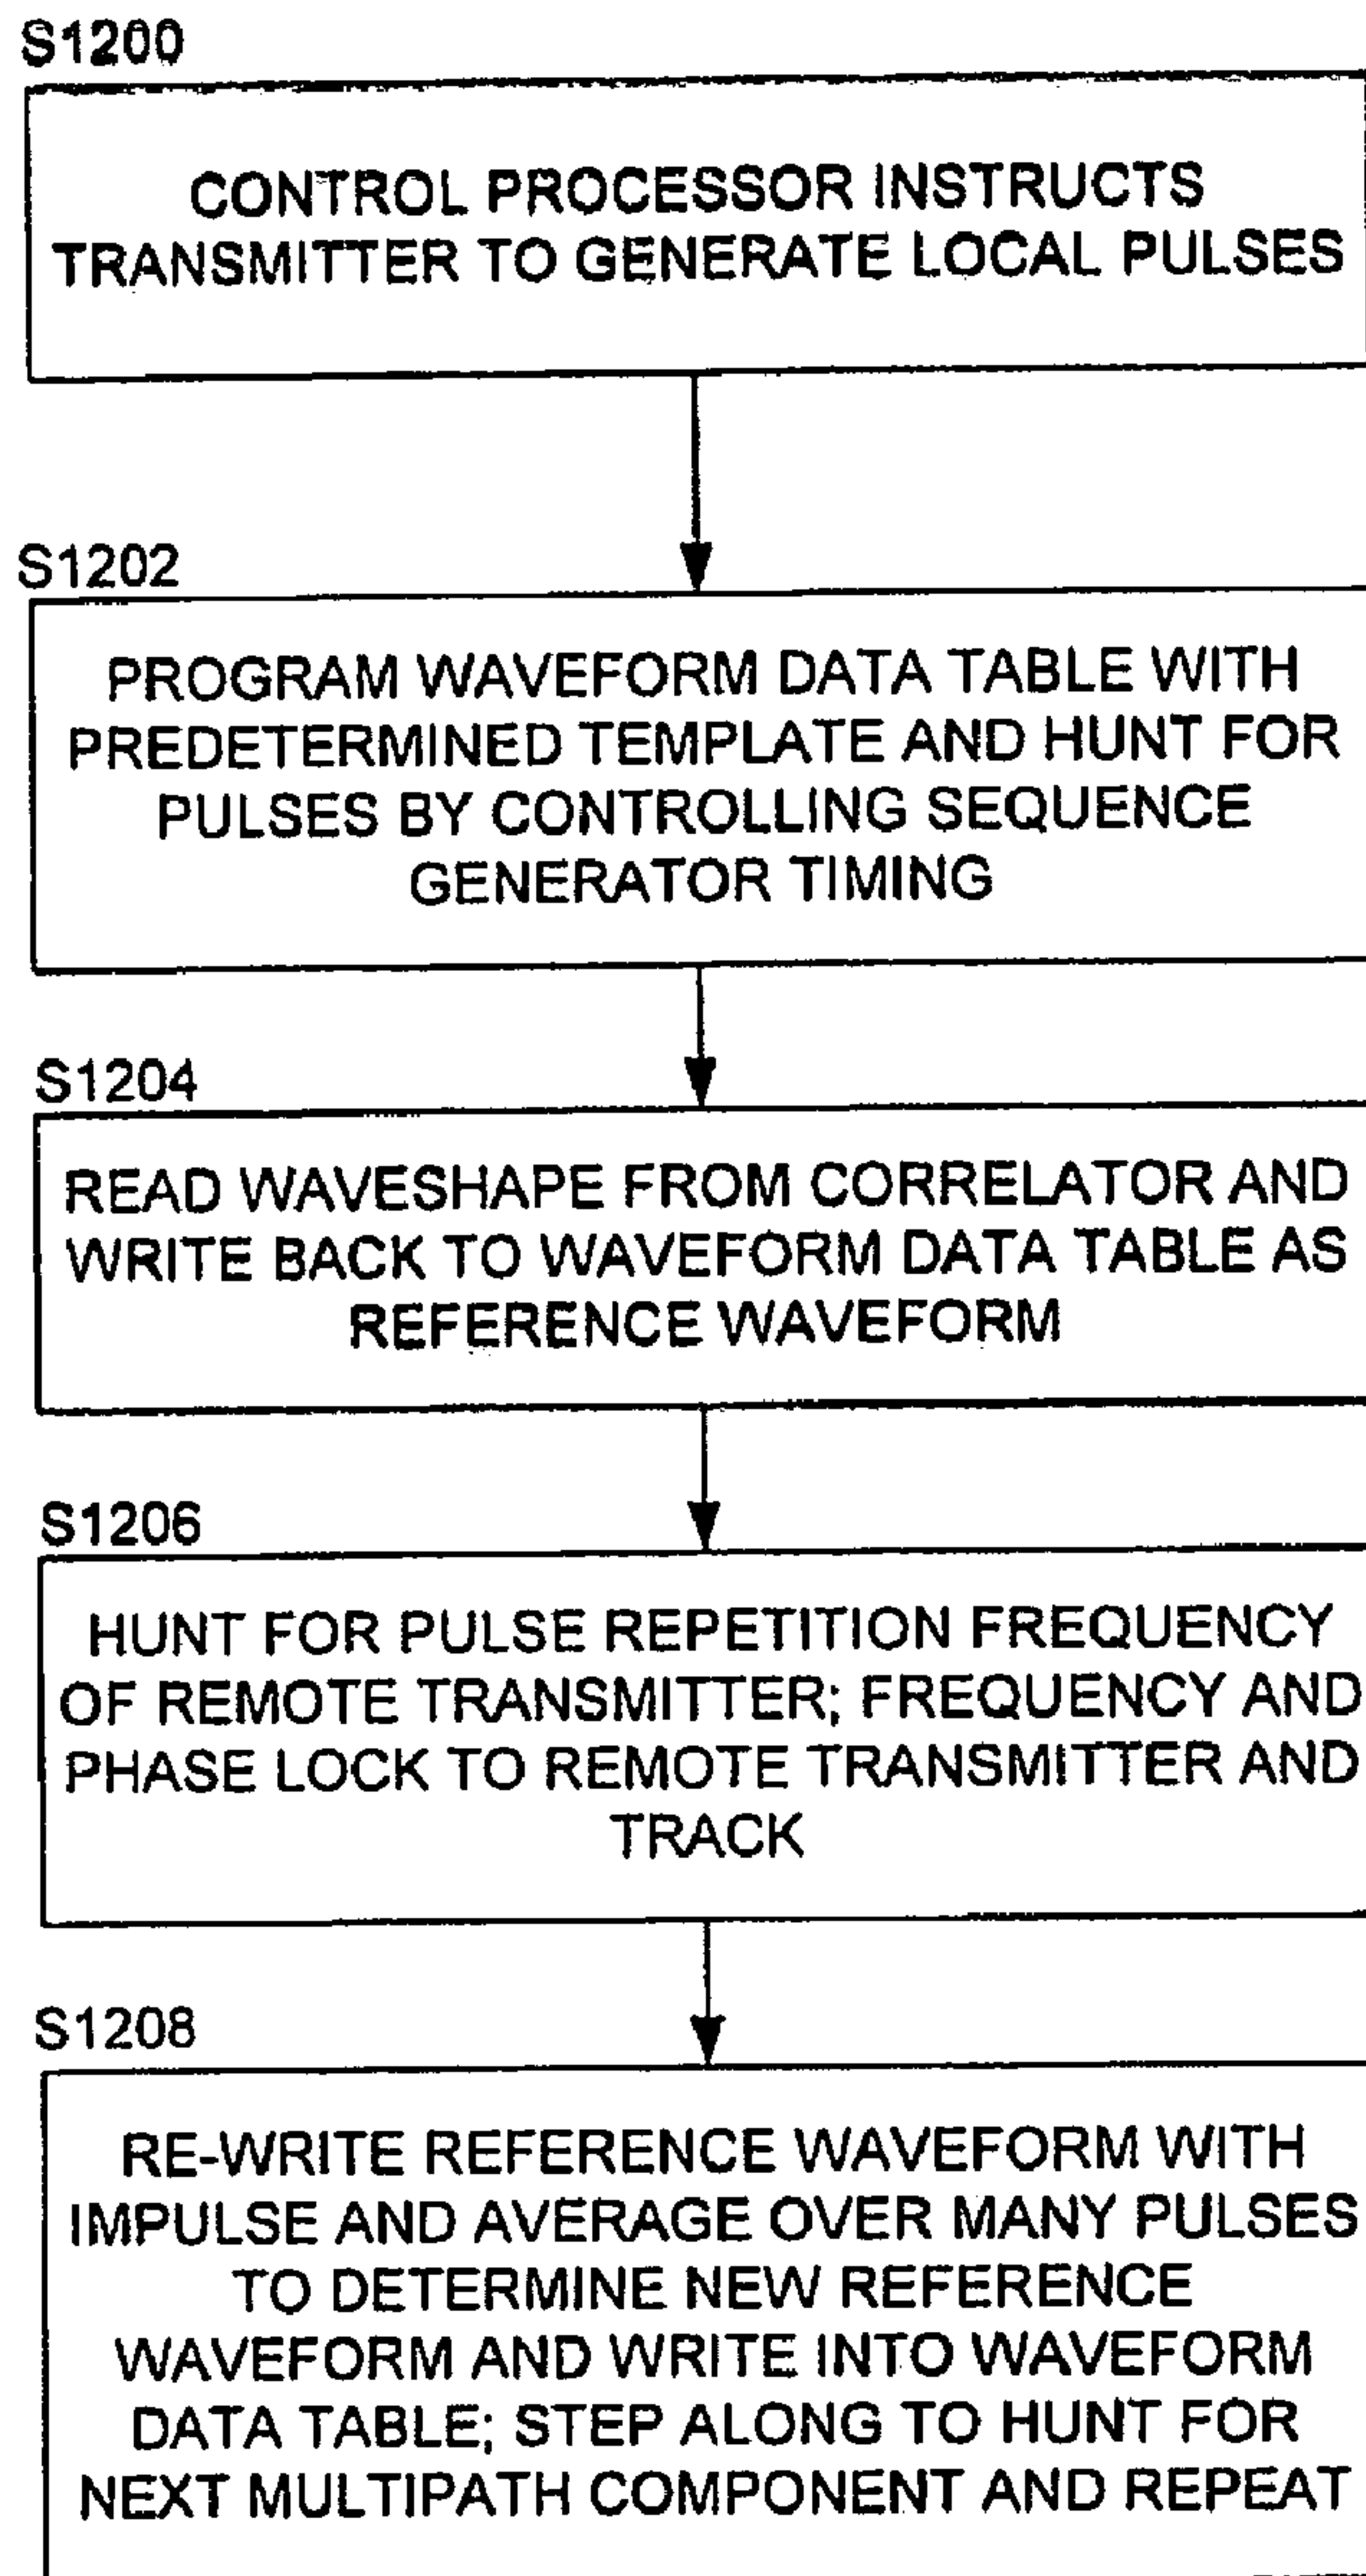 S1200
CONTROL PROCESSOR INSTRUCTS
TRANSMITTER TO GENERATE LOCAL PULSES
S1202
PROGRAM WAVEFORM DATA TABLE WITH
PREDETERMINED TEMPLATE AND HUNT FOR
PULSES BY CONTROLLING SEQUENCE
GENERATOR TIMING
S1204
READ WAVESHAPE FROM CORRELATOR AND
WRITE BACK TO WAVEFORM DATA TABLE AS
REFERENCE WAVEFORM
S1206
HUNT FOR PULSE REPETITION FREQUENCY
OF REMOTE TRANSMITTER; FREQUENCY AND
PHASE LOCK TO REMOTE TRANSMITTER AND
TRACK
S1208
RE-WRITE REFERENCE WAVEFORM WITH
IMPULSE AND AVERAGE OVER MANY PULSES
TO DETERMINE NEW REFERENCE
WAVEFORM AND WRITE INTO WAVEFORM
DATA TABLE; STEP ALONG TO HUNT FOR
NEXT MULTIPATH COMPONENT AND REPEAT